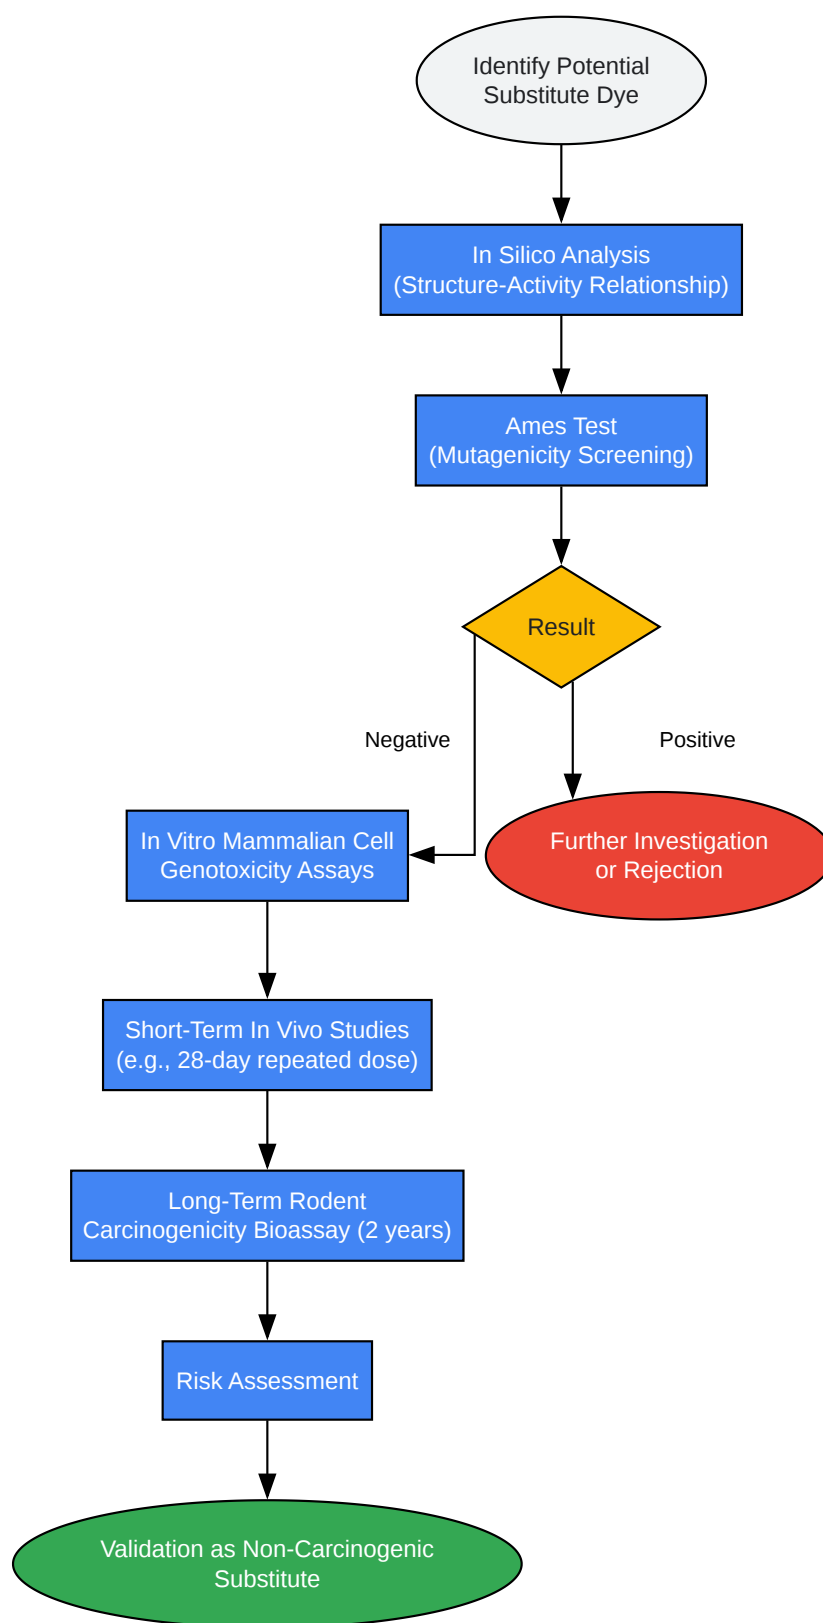 Identify Potential
Substitute Dye
In Silico Analysis
(Structure-Activity Relationship)
Ames Test
(Mutagenicity Screening)
Result
Negative
Positive
In Vitro Mammalian Cell
Genotoxicity Assays
Further Investigation
or Rejection
Short-Term In Vivo Studies
(e.g., 28-day repeated dose)
Long-Term Rodent
Carcinogenicity Bioassay (2 years)
Risk Assessment
Validation as Non-Carcinogenic
Substitute